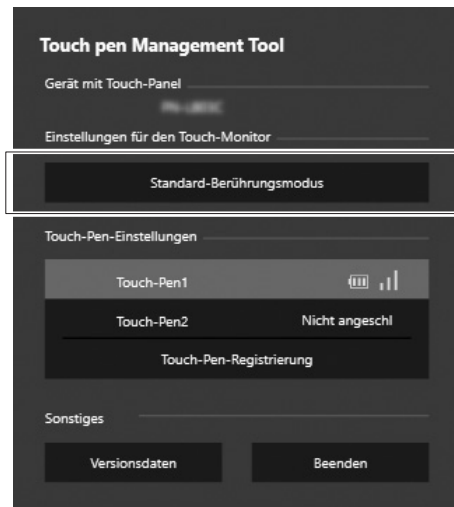 Touch pen Management Tool
Gerät mit Touch-Panel
Einstellungen für den Touch-Monitor
Standard-Berührungsmodus
Touch-Pen-Einstellungen
Touch-Pen1
Touch-Pen2 Nicht angeschl
Touch-Pen-Registrierung
Sonstiges
Versionsdaten Beenden